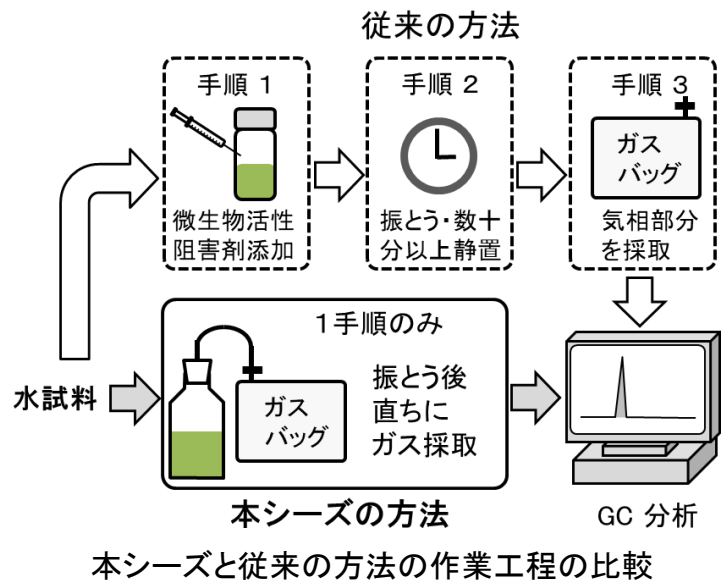 従来の方法
手順 1
微生物活性
阻害剤添加
手順 2
振とう・数十
分以上静置
手順 3
ガス
バッグ
気相部分
を採取
水試料
1手順のみ
ガス
バッグ
振とう後
直ちに
ガス採取
本シーズの方法
GC 分析
本シーズと従来の方法の作業工程の比較